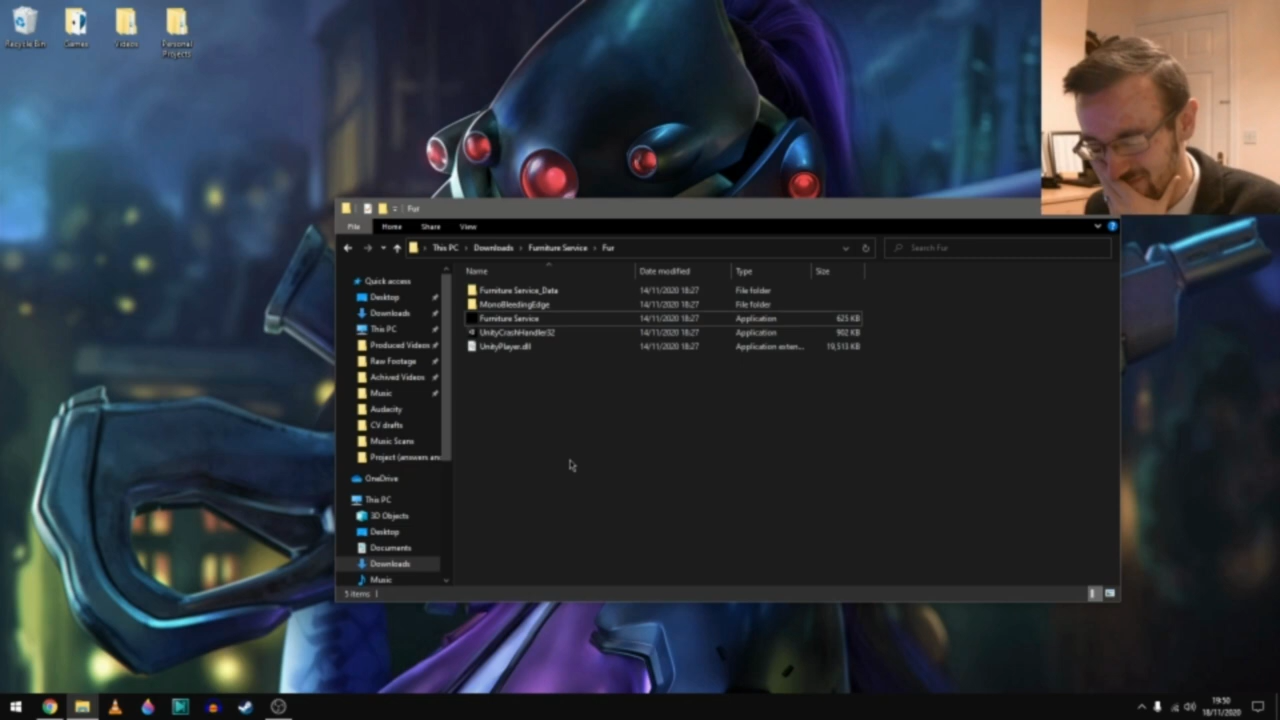 Recycle Bin
Games
Videos
Personal Projects
Fur
File Home Share View
This PC Downloads Furniture Service Fur
Search Fur
Name Date modified Type Size
Quick access
Desktop
Downloads
This PC
Produced Videos
Raw Footage
Achived Videos
Music
Audacity
CV drafts
Music Scans
Project (answers an
OneDrive
This PC
3D Objects
Desktop
Documents
Downloads
Music
Furniture Service_Data 14/11/2020 18:27 File folder
MonoBleedingEdge 14/11/2020 18:27 File folder
Furniture Service 14/11/2020 18:27 Application 625 KB
UnityCrashHandler32 14/11/2020 18:27 Application 902 KB
UnityPlayer.dll 14/11/2020 18:27 Application exten... 19,513 KB
5 items
19:50
18/11/2020